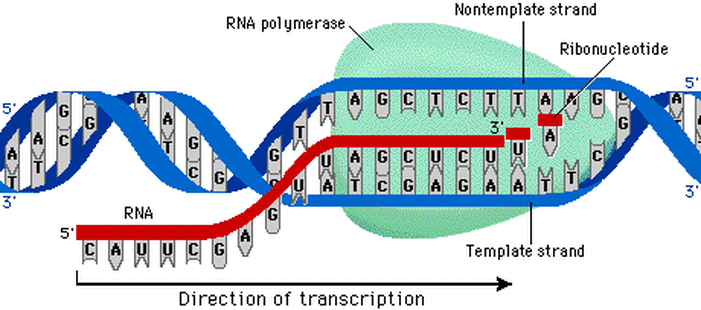 Nontemplate strand
RNA polymerase
Ribonucleotide
5'
5'
G
G
A
T
A G C T C T T A A G C
A
3'
A
A
C
T
A
G
T
U A G C U C U
U
A
C
G
T
T
C
G
A T C G A G A A T T
U
3'
3'
RNA
G
5'
C A U U C G A
Template strand
Direction of transcription